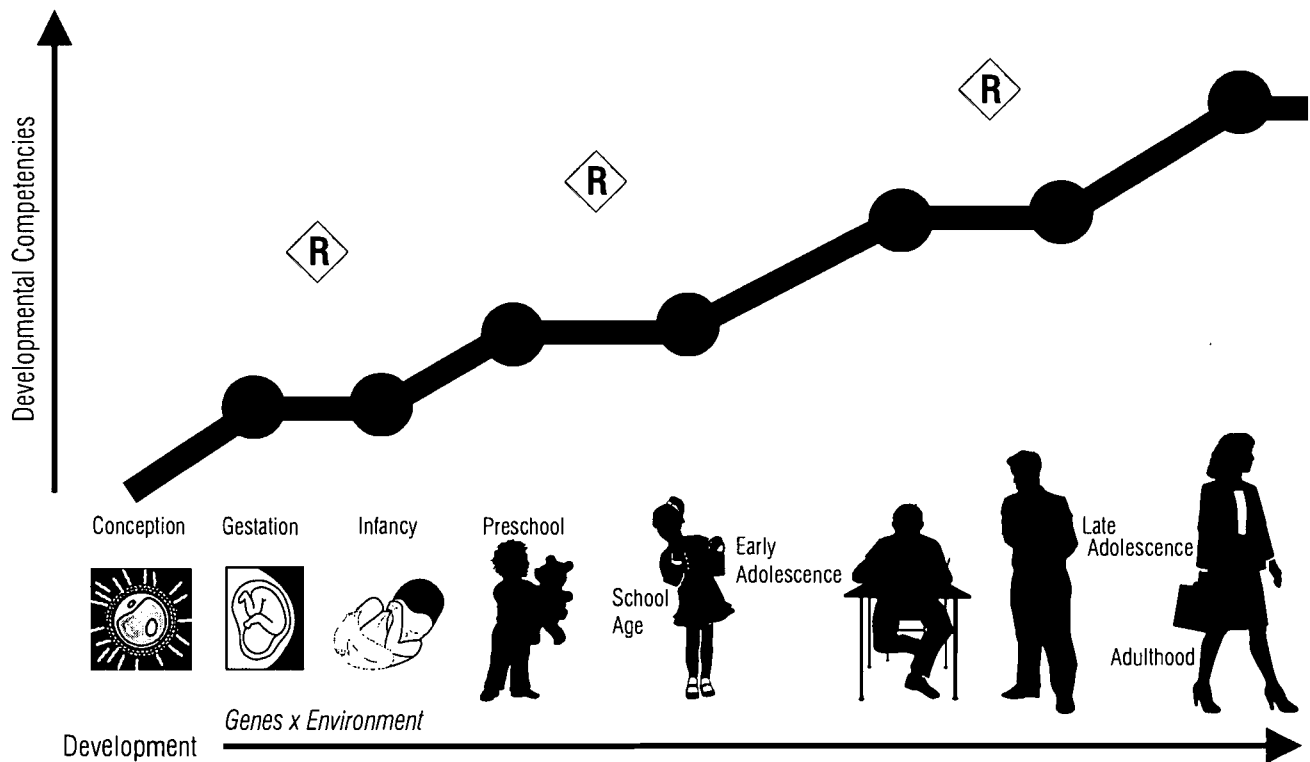 Developmental Competencies
R
R
R
Conception
Gestation
Infancy
Preschool
School
Age
Early
Adolescence
Late
Adolescence
Adulthood
Genes x Environment
Development